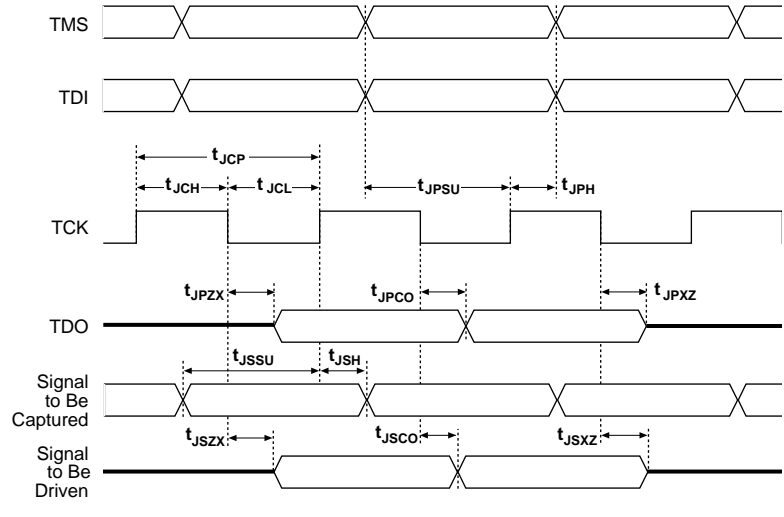 TMS
TDI
tJCP
tJCH
tJCL
tJPSU
tJPH
TCK
tJPZX
tJPCO
tJPXZ
TDO
tJSSU
tJSH
Signal
to Be
Captured
tJSZX
tJSCO
tJSXZ
Signal
to Be
Driven